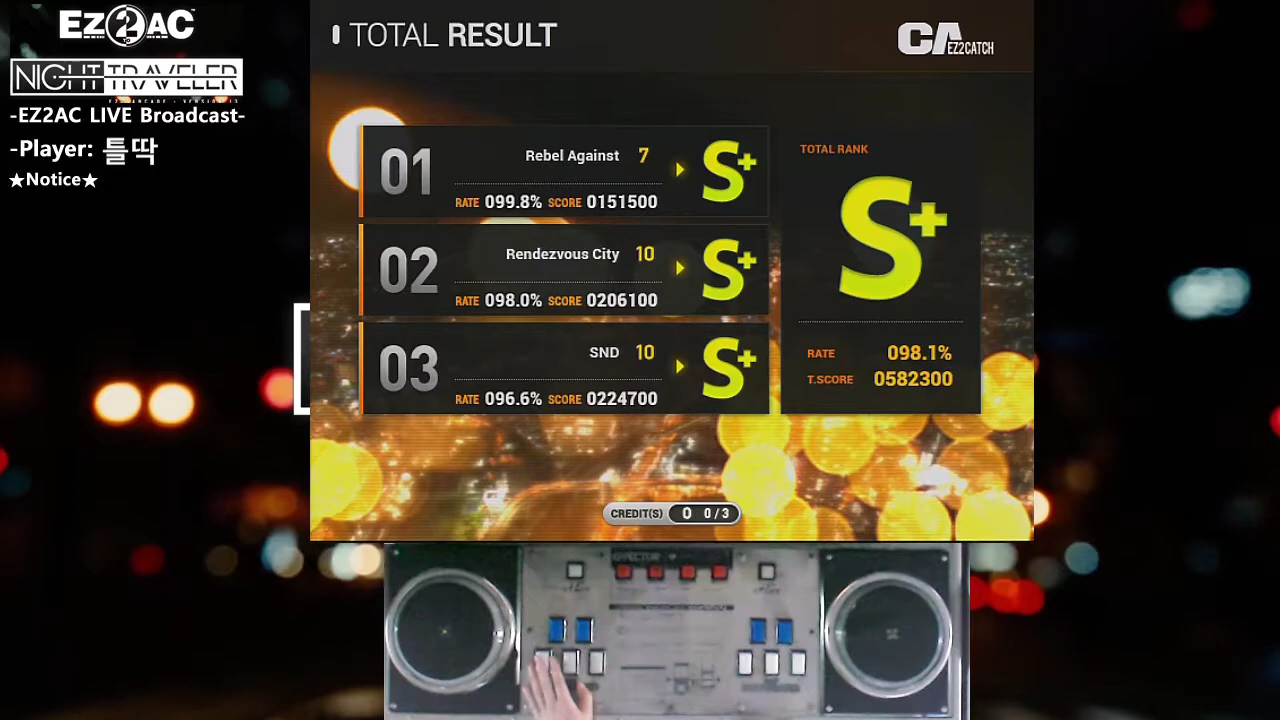 EZ2AC™
NIGHT TRAVELER
-EZ2AC LIVE Broadcast-
-Player: 틀딱
★Notice★
TOTAL RESULT
CA EZ2CATCH
01
Rebel Against 7
RATE 099.8% SCORE 0151500
S+
02
Rendezvous City 10
RATE 098.0% SCORE 0206100
S+
03
SND 10
RATE 096.6% SCORE 0224700
S+
TOTAL RANK
S+
RATE 098.1%
T.SCORE 0582300
CREDIT(S) 0 0/3
EFFECTOR